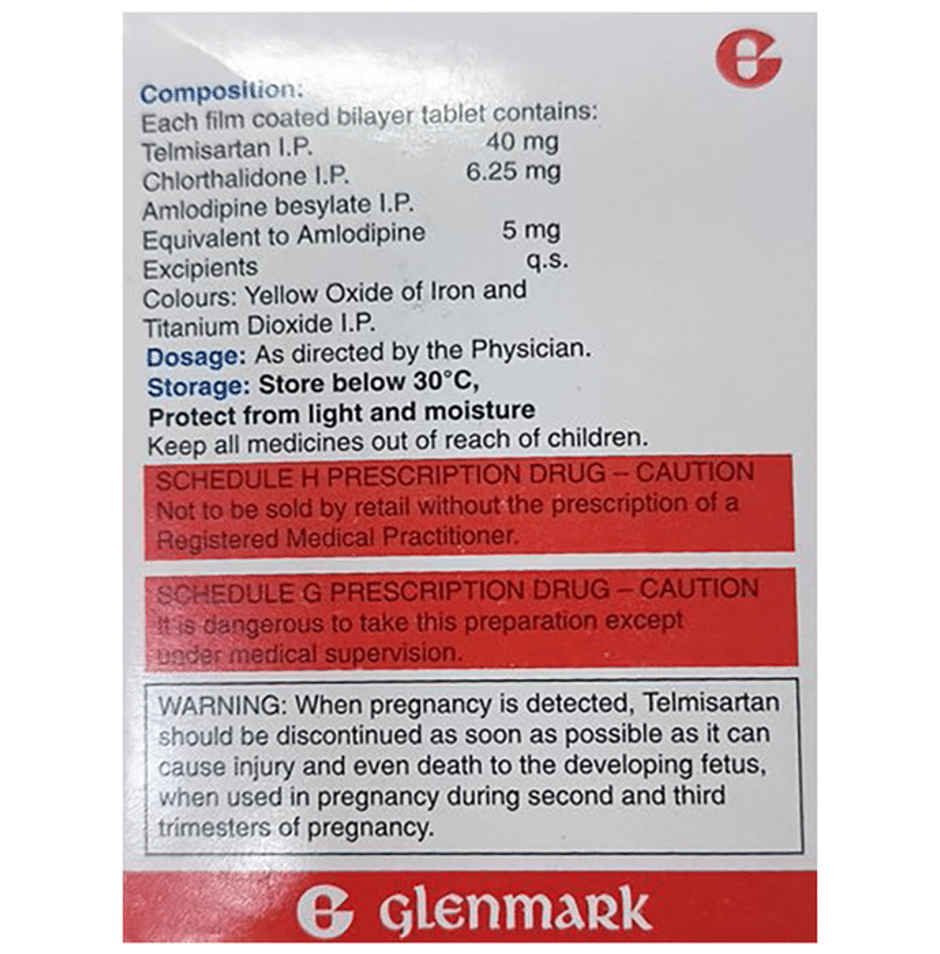 Composition:
Each film coated bilayer tablet contains:
Telmisartan I.P. 40 mg
Chlorthalidone I.P. 6.25 mg
Amlodipine besylate I.P.
Equivalent to Amlodipine 5 mg
Excipients q.s.
Colours: Yellow Oxide of Iron and
Titanium Dioxide I.P.
Dosage: As directed by the Physician.
Storage: Store below 30°C,
Protect from light and moisture
Keep all medicines out of reach of children.
SCHEDULE H PRESCRIPTION DRUG – CAUTION
Not to be sold by retail without the prescription of a
Registered Medical Practitioner.
SCHEDULE G PRESCRIPTION DRUG – CAUTION
It is dangerous to take this preparation except
under medical supervision.
WARNING: When pregnancy is detected, Telmisartan
should be discontinued as soon as possible as it can
cause injury and even death to the developing fetus,
when used in pregnancy during second and third
trimesters of pregnancy.
glenmark